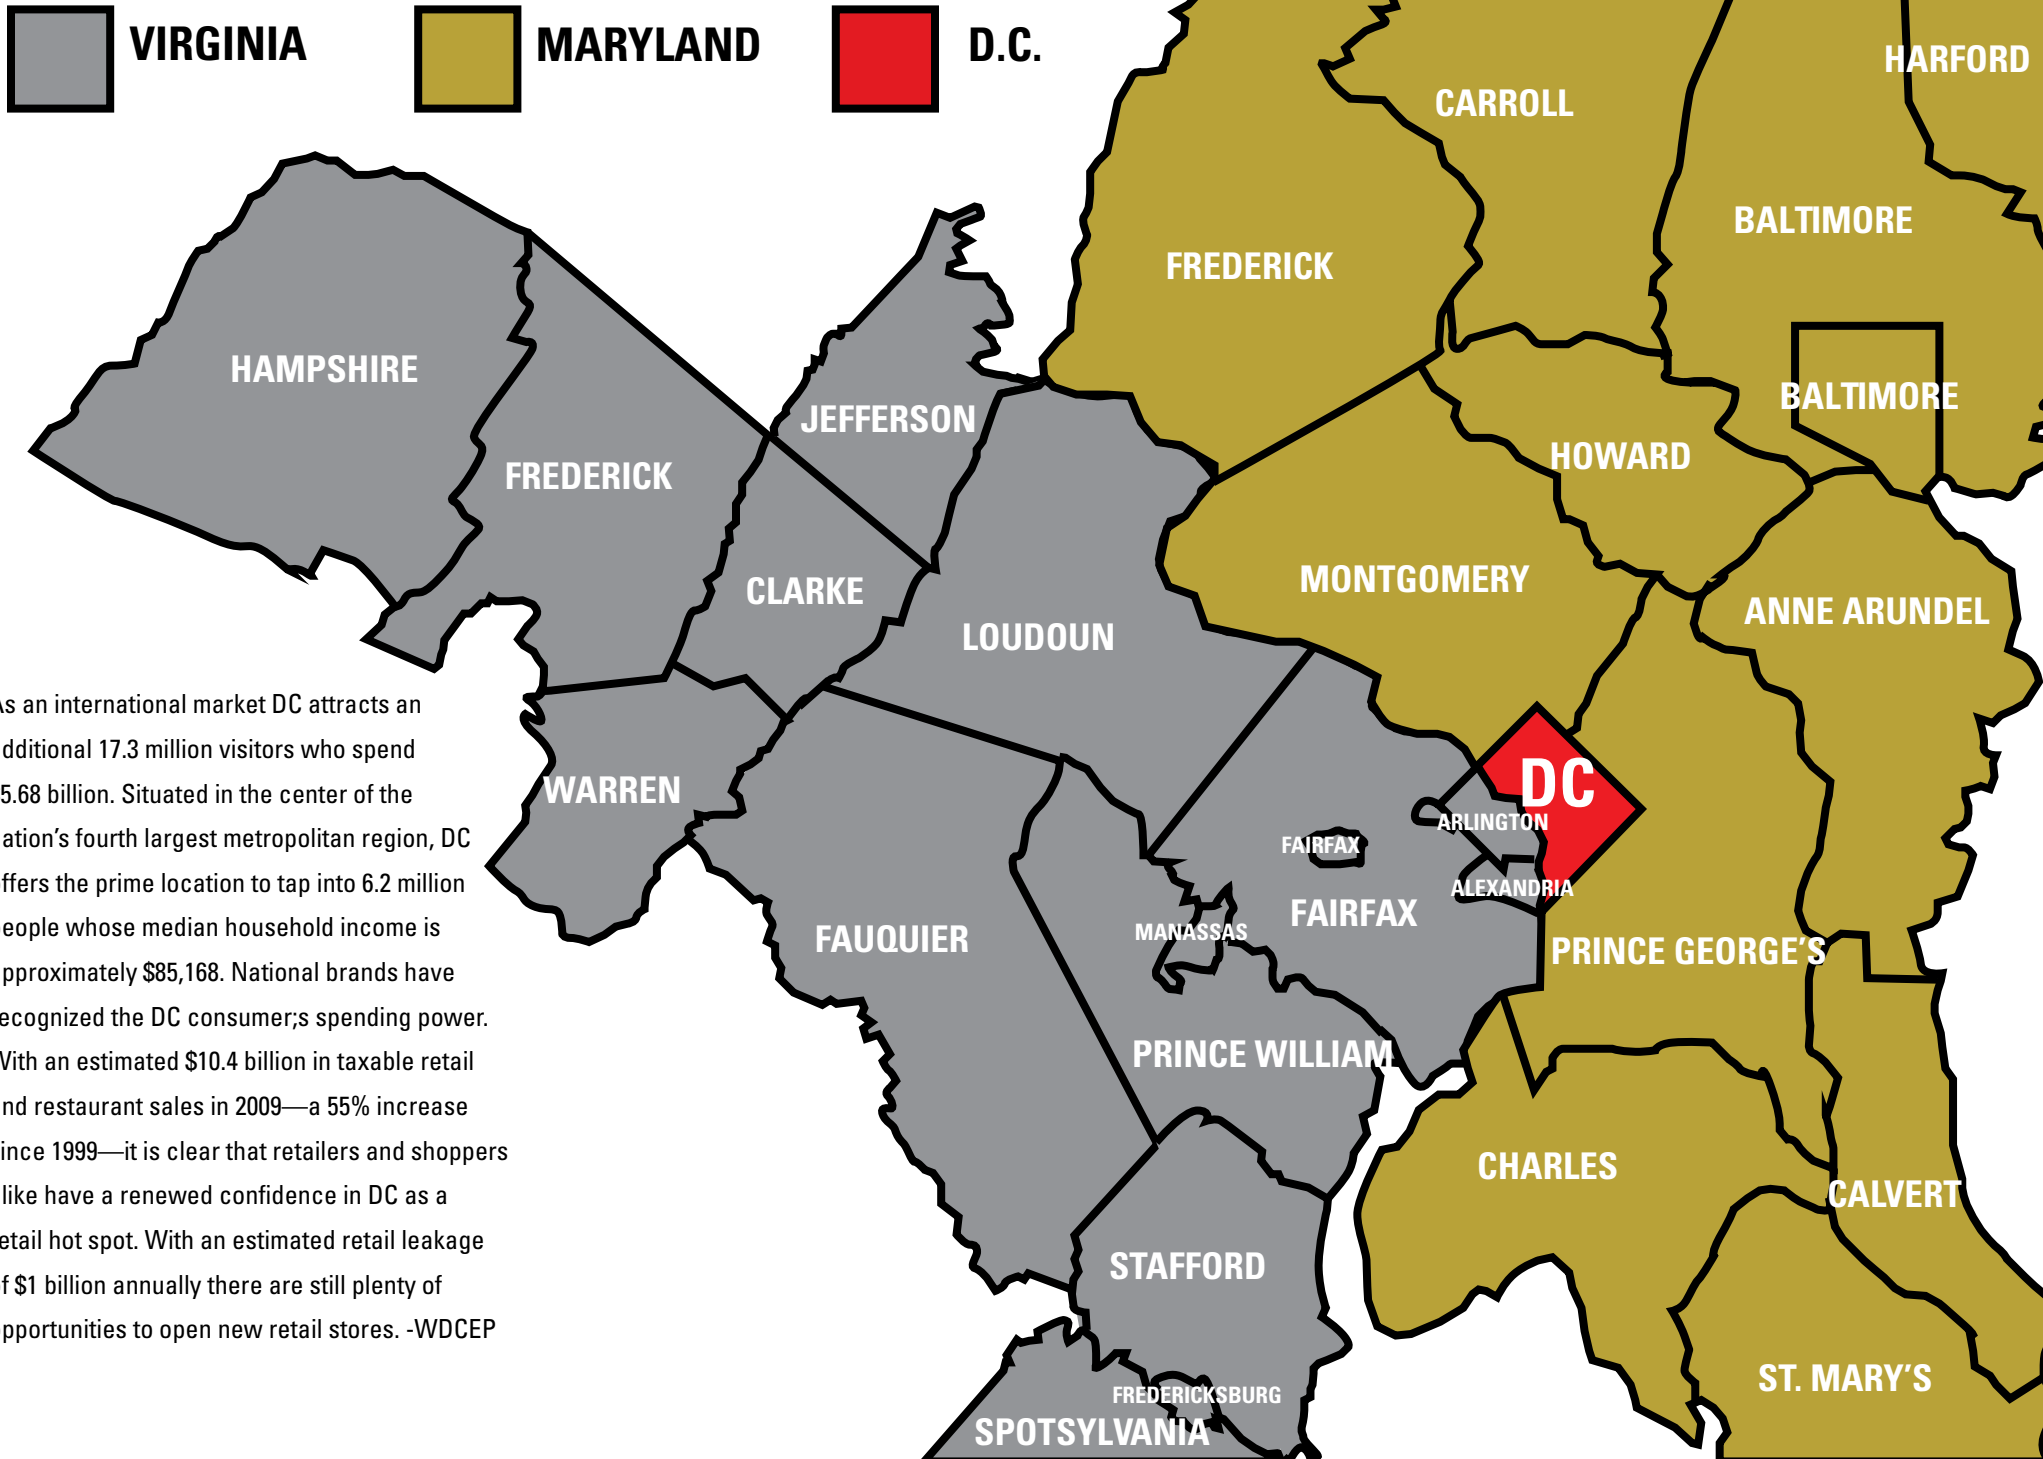 VIRGINIA
MARYLAND
D.C.
HARFORD
CARROLL
BALTIMORE
FREDERICK
HAMPSHIRE
BALTIMORE
JEFFERSON
HOWARD
FREDERICK
MONTGOMERY
CLARKE
ANNE ARUNDEL
LOUDOUN
DC
WARREN
ARLINGTON
FAIRFAX
ALEXANDRIA
FAIRFAX
MANASSAS
FAUQUIER
PRINCE GEORGE'S
PRINCE WILLIAM
CHARLES
CALVERT
STAFFORD
ST. MARY'S
FREDERICKSBURG
SPOTSYLVANIA
s an international market DC attracts an
dditional 17.3 million visitors who spend
5.68 billion. Situated in the center of the
ation's fourth largest metropolitan region, DC
ffers the prime location to tap into 6.2 million
eople whose median household income is
pproximately $85,168. National brands have
ecognized the DC consumer;s spending power.
With an estimated $10.4 billion in taxable retail
nd restaurant sales in 2009—a 55% increase
ince 1999—it is clear that retailers and shoppers
like have a renewed confidence in DC as a
etail hot spot. With an estimated retail leakage
f $1 billion annually there are still plenty of
pportunities to open new retail stores. -WDCEP